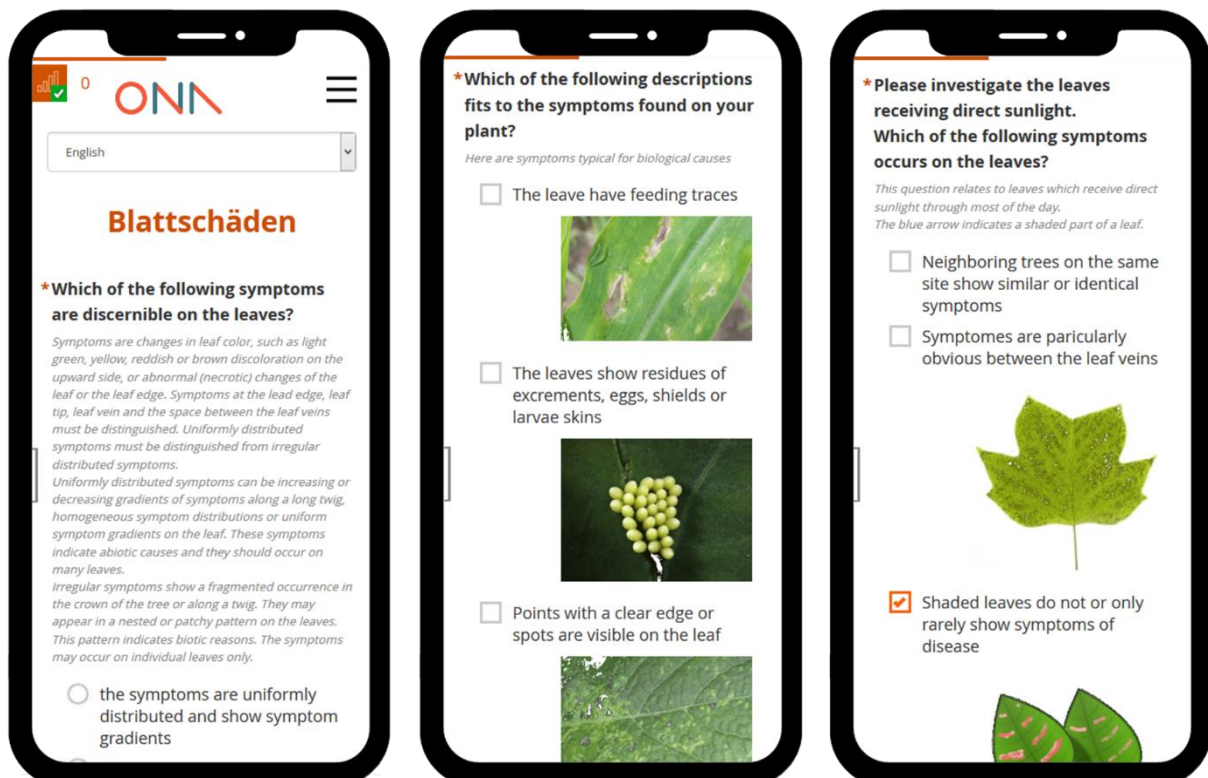 0
ONA
English
Blattschäden
*Which of the following symptoms
are discernible on the leaves?
Symptoms are changes in leaf color, such as light
green, yellow, reddish or brown discoloration on the
upward side, or abnormal (necrotic) changes of the
leaf or the leaf edge. Symptoms at the lead edge, leaf
tip, leaf vein and the space between the leaf veins
must be distinguished. Uniformly distributed
symptoms must be distinguished from irregular
distributed symptoms.
Uniformly distributed symptoms can be increasing or
decreasing gradients of symptoms along a long twig,
homogeneous symptom distributions or uniform
symptom gradients on the leaf. These symptoms
indicate abiotic causes and they should occur on
many leaves.
Irregular symptoms show a fragmented occurrence in
the crown of the tree or along a twig. They may
appear in a nested or patchy pattern on the leaves.
This pattern indicates biotic reasons. The symptoms
may occur on individual leaves only.
the symptoms are uniformly
distributed and show symptom
gradients
*Which of the following descriptions
fits to the symptoms found on your
plant?
Here are symptoms typical for biological causes
The leave have feeding traces
The leaves show residues of
excrements, eggs, shields or
larvae skins
Points with a clear edge or
spots are visible on the leaf
*Please investigate the leaves
receiving direct sunlight.
Which of the following symptoms
occurs on the leaves?
This question relates to leaves which receive direct
sunlight through most of the day.
The blue arrow indicates a shaded part of a leaf.
Neighboring trees on the same
site show similar or identical
symptoms
Symptomes are paricularly
obvious between the leaf veins
Shaded leaves do not or only
rarely show symptoms of
disease